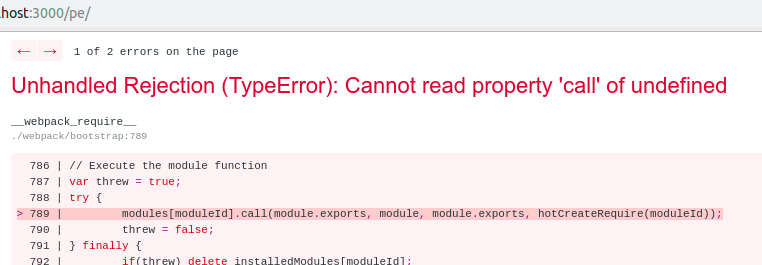 host:3000/pe/
← → 1 of 2 errors on the page
Unhandled Rejection (TypeError): Cannot read property 'call' of undefined
__webpack_require__
./webpack/bootstrap:789
786 | // Execute the module function
787 | var threw = true;
788 | try {
> 789 | modules[moduleId].call(module.exports, module, module.exports, hotCreateRequire(moduleId));
790 | threw = false;
791 | } finally {
792 | if(threw) delete installedModules[moduleId];